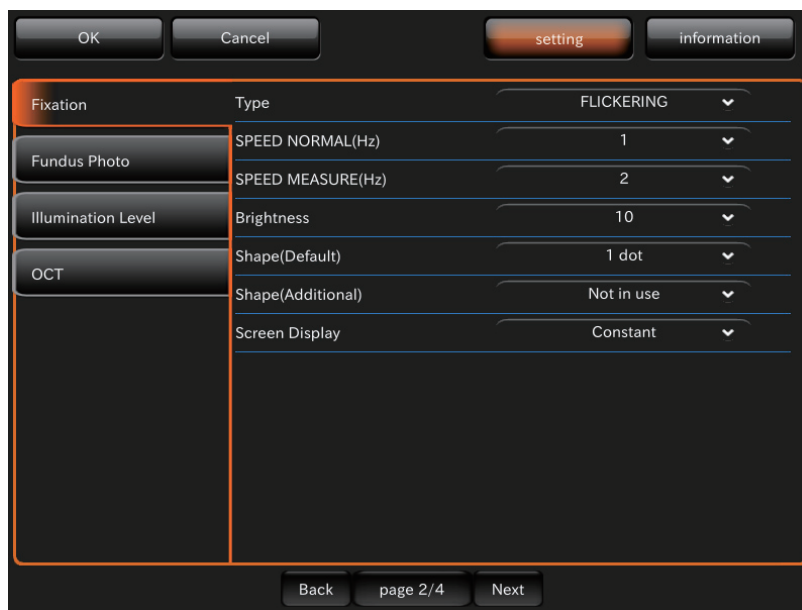 OK Cancel setting information
Fixation
Fundus Photo
Illumination Level
OCT
Type FLICKERING
SPEED NORMAL(Hz) 1
SPEED MEASURE(Hz) 2
Brightness 10
Shape(Default) 1 dot
Shape(Additional) Not in use
Screen Display Constant
Back page 2/4 Next